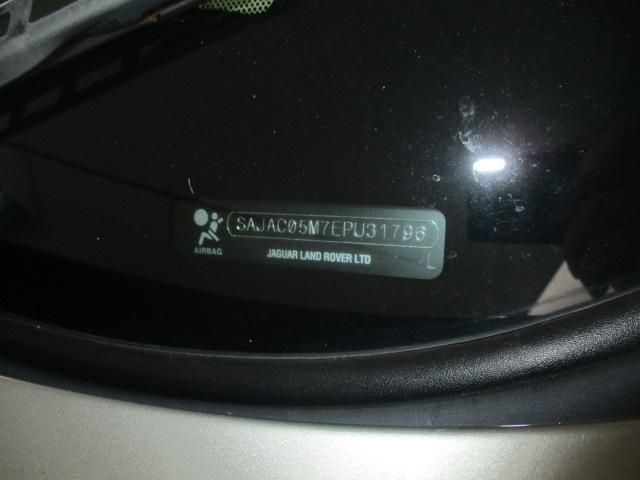 SAJAC05M7EPU31796
AIRBAG
JAGUAR LAND ROVER LTD
L